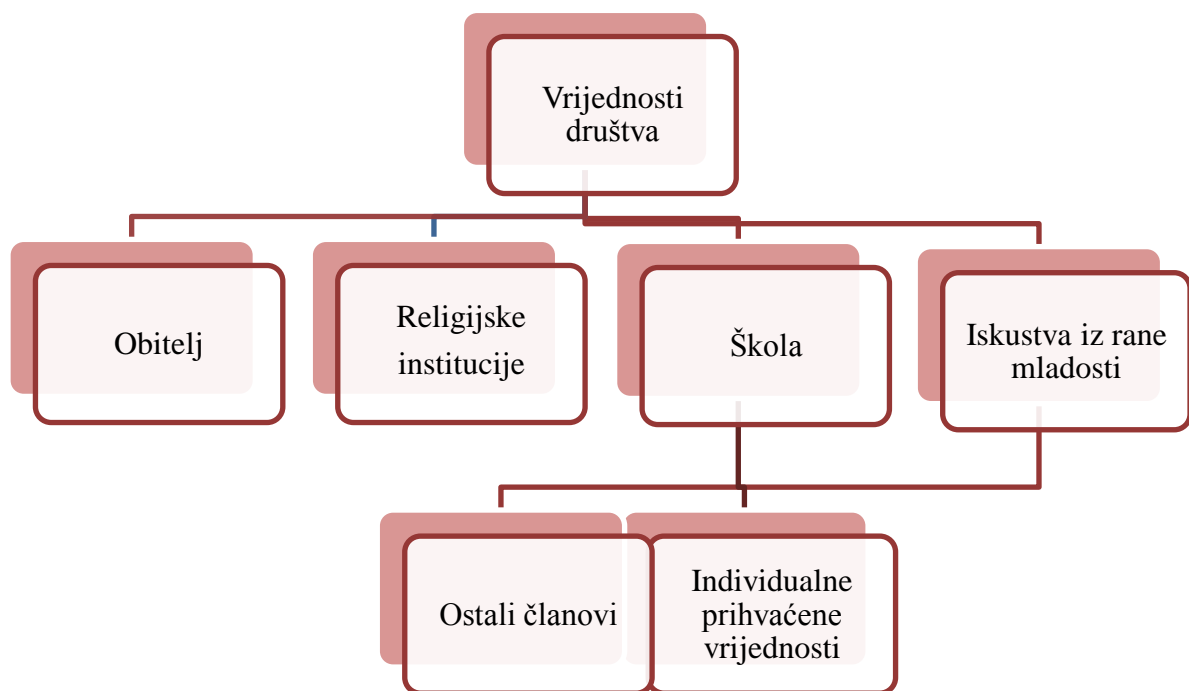 Vrijednosti
društva
Obitelj
Religijske
institucije
Škola
Iskustva iz rane
mladosti
Ostali članovi
Individualne
prihvaćene
vrijednosti